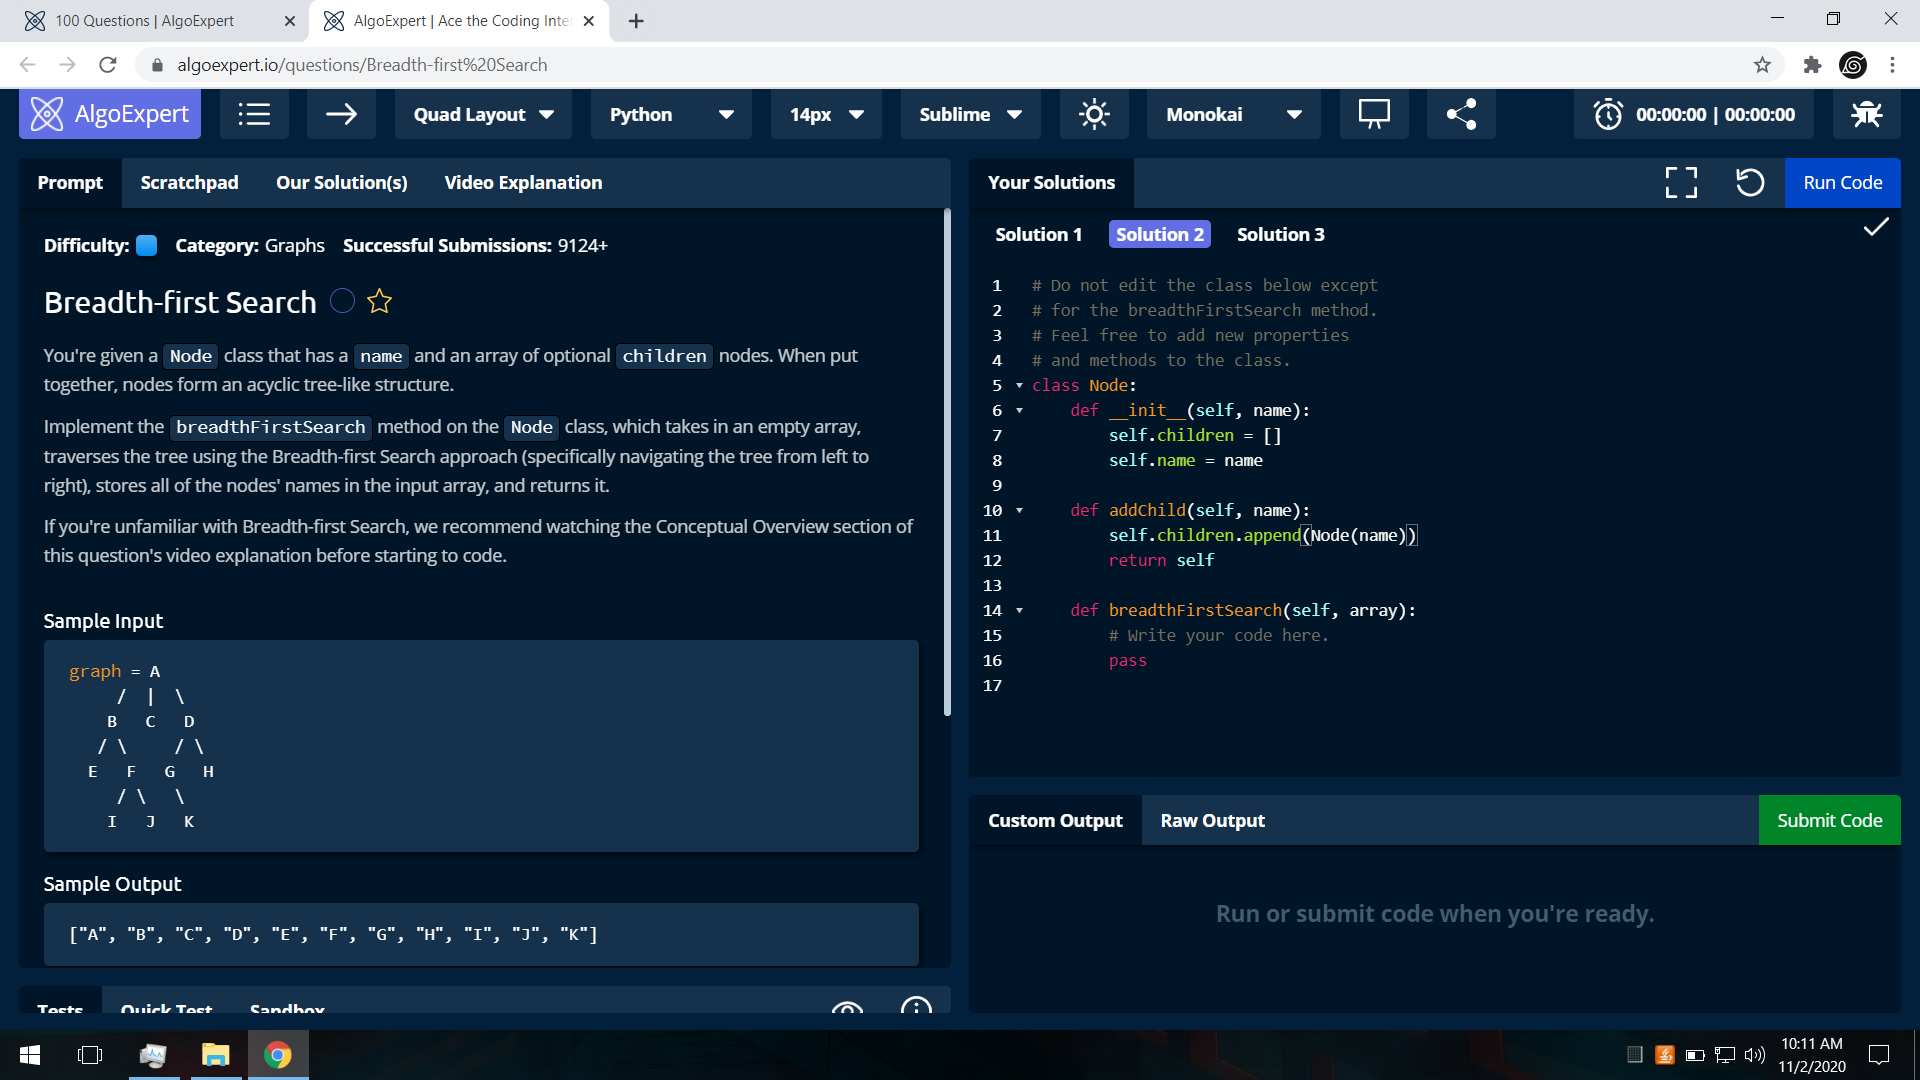 100 Questions | AlgoExpert
AlgoExpert | Ace the Coding Inte
algoexpert.io/questions/Breadth-first%20Search
AlgoExpert
Quad Layout
Python
14px
Sublime
Monokai
00:00:00 | 00:00:00
Prompt
Scratchpad
Our Solution(s)
Video Explanation
Difficulty: Category: Graphs Successful Submissions: 9124+
Breadth-first Search
You're given a Node class that has a name and an array of optional children nodes. When put
together, nodes form an acyclic tree-like structure.
Implement the breadthFirstSearch method on the Node class, which takes in an empty array,
traverses the tree using the Breadth-first Search approach (specifically navigating the tree from left to
right), stores all of the nodes' names in the input array, and returns it.
If you're unfamiliar with Breadth-first Search, we recommend watching the Conceptual Overview section of
this question's video explanation before starting to code.
Sample Input
graph = A
/ | \
B C D
/ \ / \
E F G H
/ \ \
I J K
Sample Output
["A", "B", "C", "D", "E", "F", "G", "H", "I", "J", "K"]
Tests
Quick Test
Sandbox
Your Solutions
Run Code
Solution 1
Solution 2
Solution 3
1 # Do not edit the class below except
2 # for the breadthFirstSearch method.
3 # Feel free to add new properties
4 # and methods to the class.
5 class Node:
6 def __init__(self, name):
7 self.children = []
8 self.name = name
9
10 def addChild(self, name):
11 self.children.append(Node(name))
12 return self
13
14 def breadthFirstSearch(self, array):
15 # Write your code here.
16 pass
17
Custom Output
Raw Output
Submit Code
Run or submit code when you're ready.
10:11 AM
11/2/2020